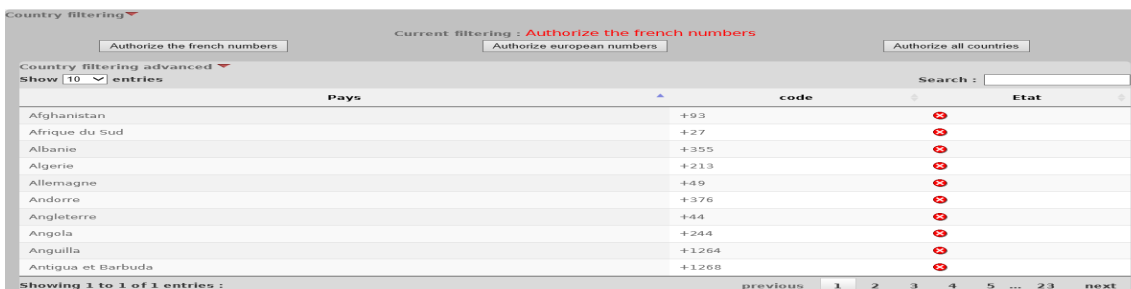 Country filtering
Current filtering : Authorize the french numbers
Authorize the french numbers Authorize european numbers Authorize all countries
Country filtering advanced
Show 10 entries Search :
Pays code Etat
Afghanistan +93
Afrique du Sud +27
Albanie +355
Algerie +213
Allemagne +49
Andorre +376
Angleterre +44
Angola +244
Anguilla +1264
Antigua et Barbuda +1268
Showing 1 to 1 of 1 entries : previous 1 2 3 4 5 ... 23 next